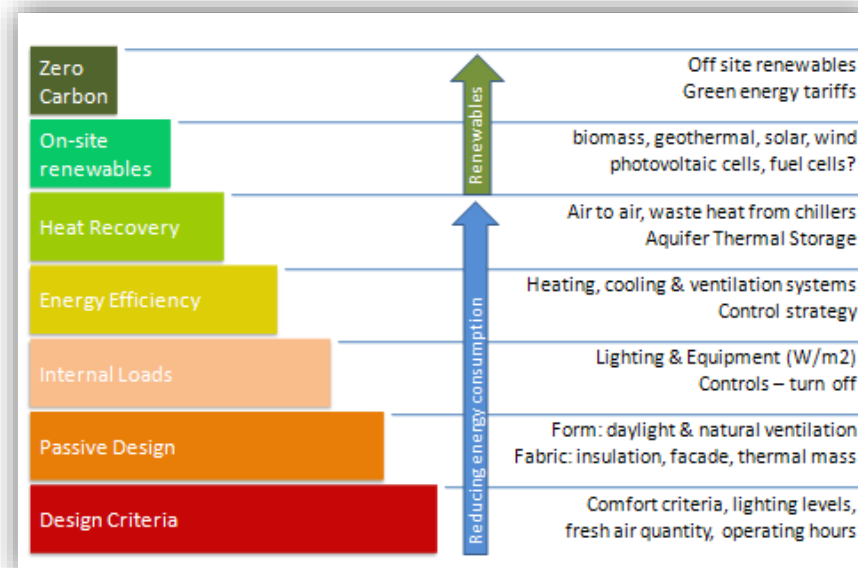 Zero
Carbon
Off site renewables
Green energy tariffs
On-site
renewables
biomass, geothermal, solar, wind
photovoltaic cells, fuel cells?
Renewables
Heat Recovery
Air to air, waste heat from chillers
Aquifer Thermal Storage
Energy Efficiency
Heating, cooling & ventilation systems
Control strategy
Internal Loads
Lighting & Equipment (W/m2)
Controls – turn off
Passive Design
Form: daylight & natural ventilation
Fabric: insulation, facade, thermal mass
Design Criteria
Comfort criteria, lighting levels,
fresh air quantity, operating hours
Reducing energy consumption